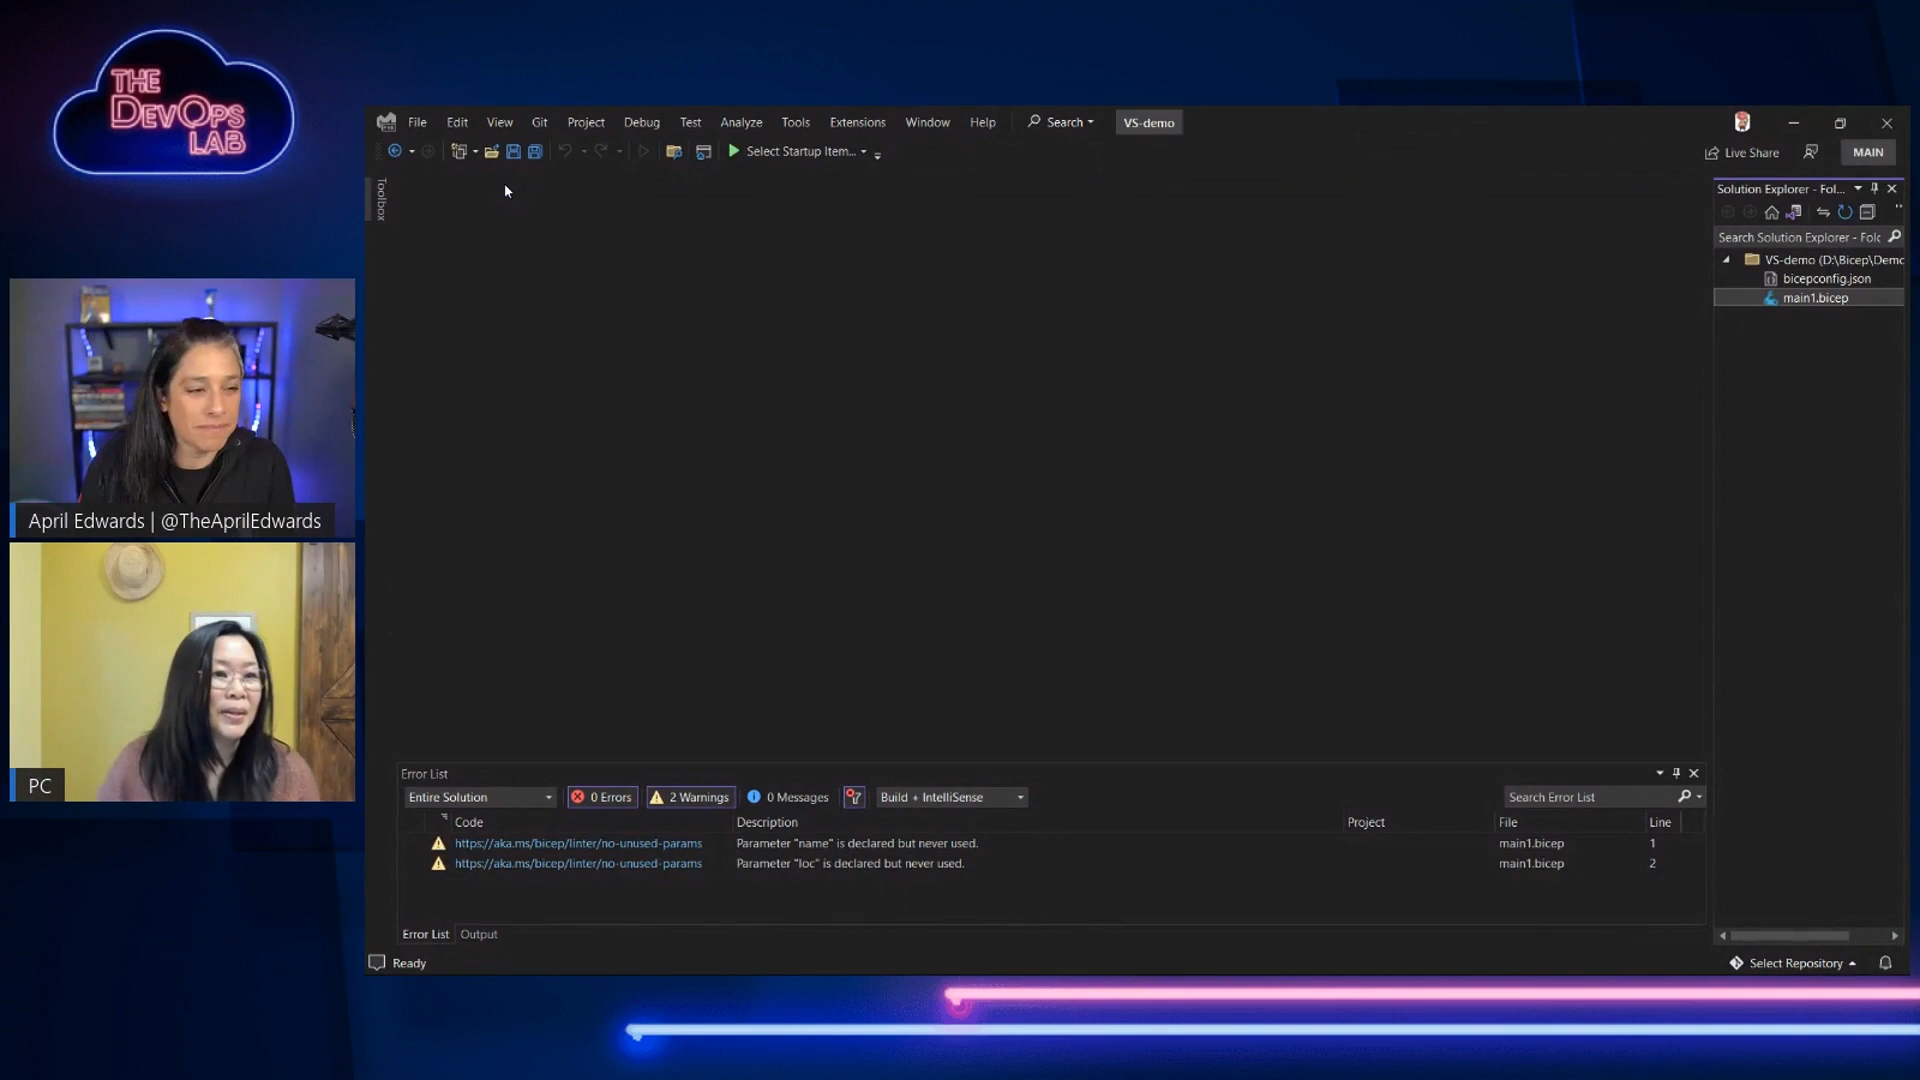 THE
DEVOPS
LAB
File Edit View Git Project Debug Test Analyze Tools Extensions Window Help Search VS-demo
Select Startup Item... Live Share MAIN
Toolbox
Solution Explorer - Fol...
Search Solution Explorer - Folc
VS-demo (D:\Bicep\Demo
bicepconfig.json
main1.bicep
April Edwards | @TheAprilEdwards
PC
Error List
Entire Solution 0 Errors 2 Warnings 0 Messages Build + IntelliSense Search Error List
Code Description Project File Line
https://aka.ms/bicep/linter/no-unused-params Parameter "name" is declared but never used. main1.bicep 1
https://aka.ms/bicep/linter/no-unused-params Parameter "loc" is declared but never used. main1.bicep 2
Error List Output
Ready Select Repository